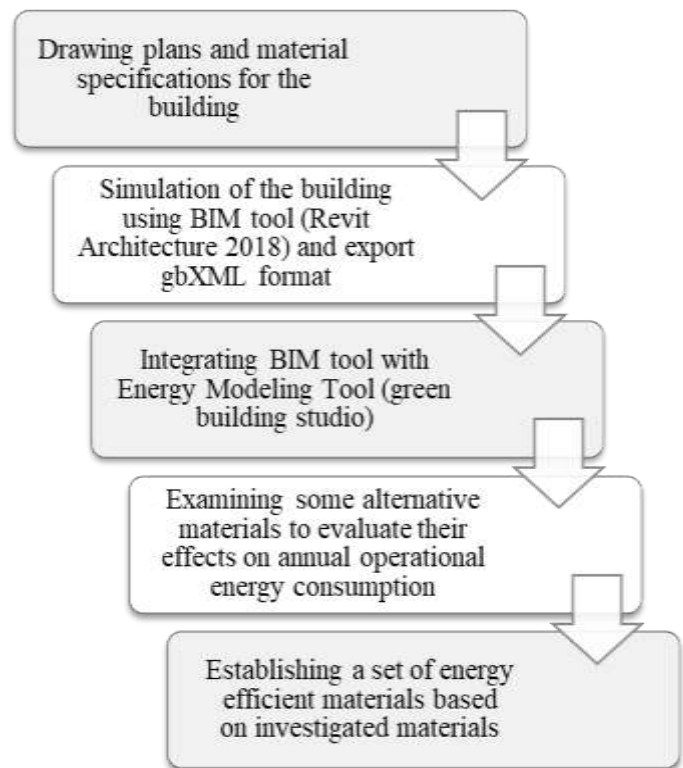 Drawing plans and material
specifications for the
building
Simulation of the building
using BIM tool (Revit
Architecture 2018) and export
gbXML format
Integrating BIM tool with
Energy Modeling Tool (green
building studio)
Examining some alternative
materials to evaluate their
effects on annual operational
energy consumption
Establishing a set of energy
efficient materials based
on investigated materials